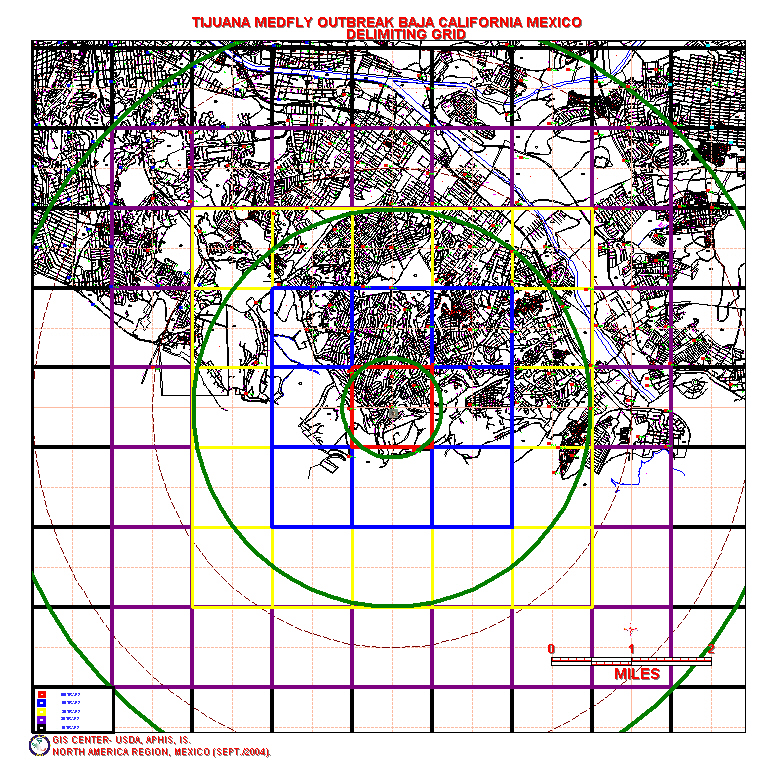 TIJUANA MEDFLY OUTBREAK BAJA CALIFORNIA MEXICO
DELIMITING GRID
0 1 2
MILES
GIS CENTER- USDA, APHIS, IS.
NORTH AMERICA REGION, MEXICO (SEPT./2004).